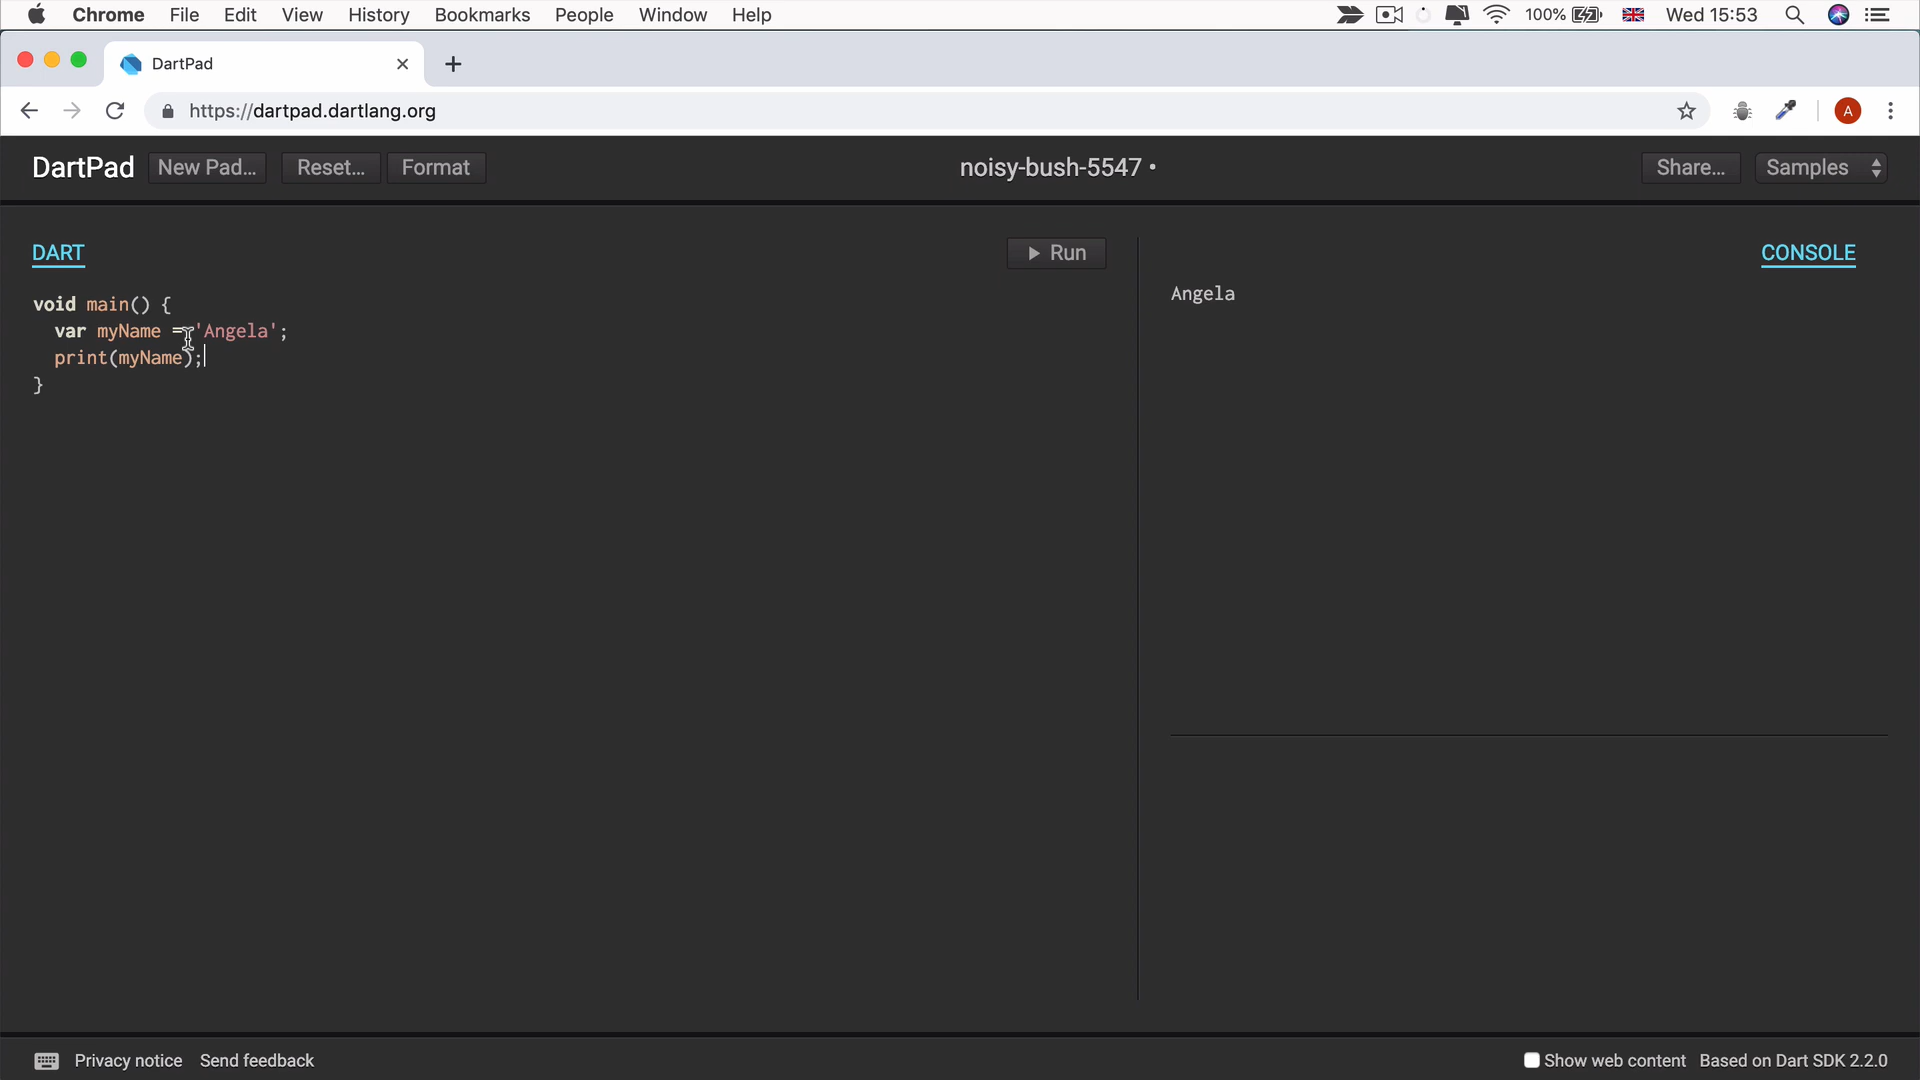 Chrome File Edit View History Bookmarks People Window Help 100% Wed 15:53
DartPad
https://dartpad.dartlang.org A
DartPad New Pad... Reset... Format noisy-bush-5547 • Share... Samples
DART Run CONSOLE
void main() {
  var myName = 'Angela';
  print(myName);
}
Angela
Privacy notice Send feedback Show web content Based on Dart SDK 2.2.0